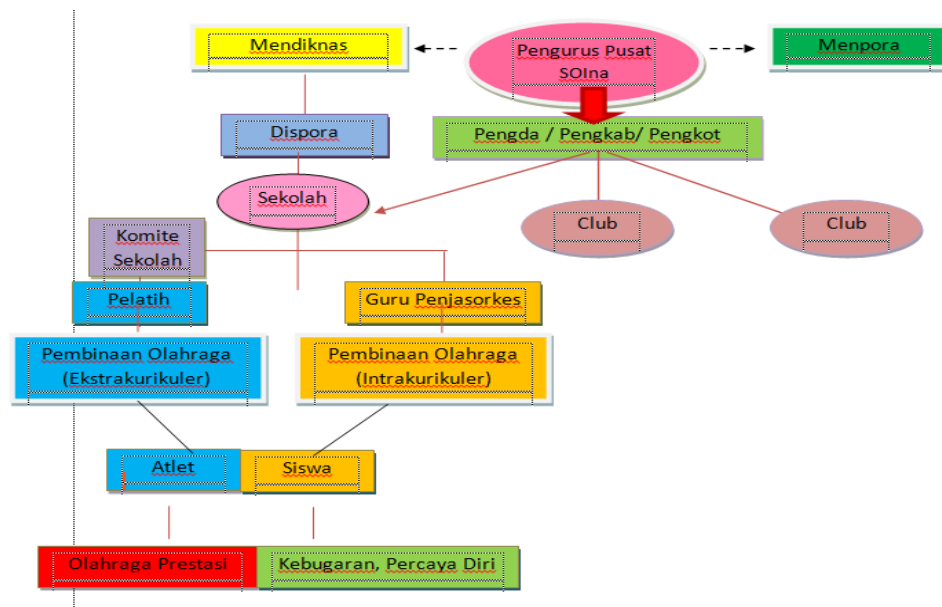 Mendiknas
Pengurus Pusat
SOIna
Menpora
Dispora
Pengda / Pengkab/ Pengkot
Sekolah
Club
Club
Komite
Sekolah
Pelatih
Guru Penjasorkes
Pembinaan Olahraga
(Ekstrakurikuler)
Pembinaan Olahraga
(Intrakurikuler)
Atlet
Siswa
Olahraga Prestasi
Kebugaran, Percaya Diri